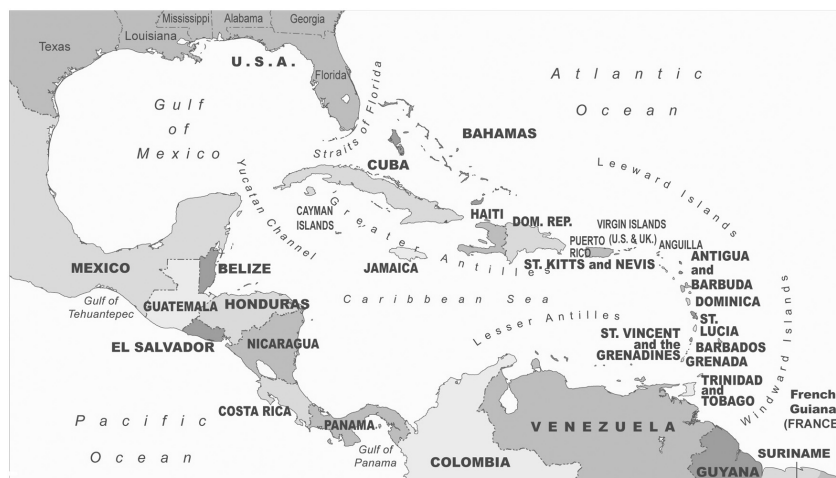 Mississippi
Alabama
Georgia
Texas
Louisiana
U.S.A.
Florida
Atlantic
Ocean
Gulf
of
Mexico
Straits of Florida
BAHAMAS
CUBA
Yucatan Channel
Leeward Islands
CAYMAN
ISLANDS
Greater Antilles
HAITI
DOM. REP.
VIRGIN ISLANDS
(U.S. & UK.)
PUERTO
RICO
ANGUILLA
ST. KITTS and NEVIS
ANTIGUA
and
BARBUDA
MEXICO
BELIZE
JAMAICA
Gulf of
Tehuantepec
GUATEMALA
HONDURAS
Caribbean Sea
DOMINICA
Windward Islands
Lesser Antilles
ST.
LUCIA
EL SALVADOR
NICARAGUA
ST. VINCENT
and the
GRENADINES
BARBADOS
GRENADA
TRINIDAD
and
TOBAGO
COSTA RICA
PANAMA
Gulf of
Panama
Pacific
Ocean
VENEZUELA
COLOMBIA
French
Guiana
(FRANCE
SURINAME
GUYANA